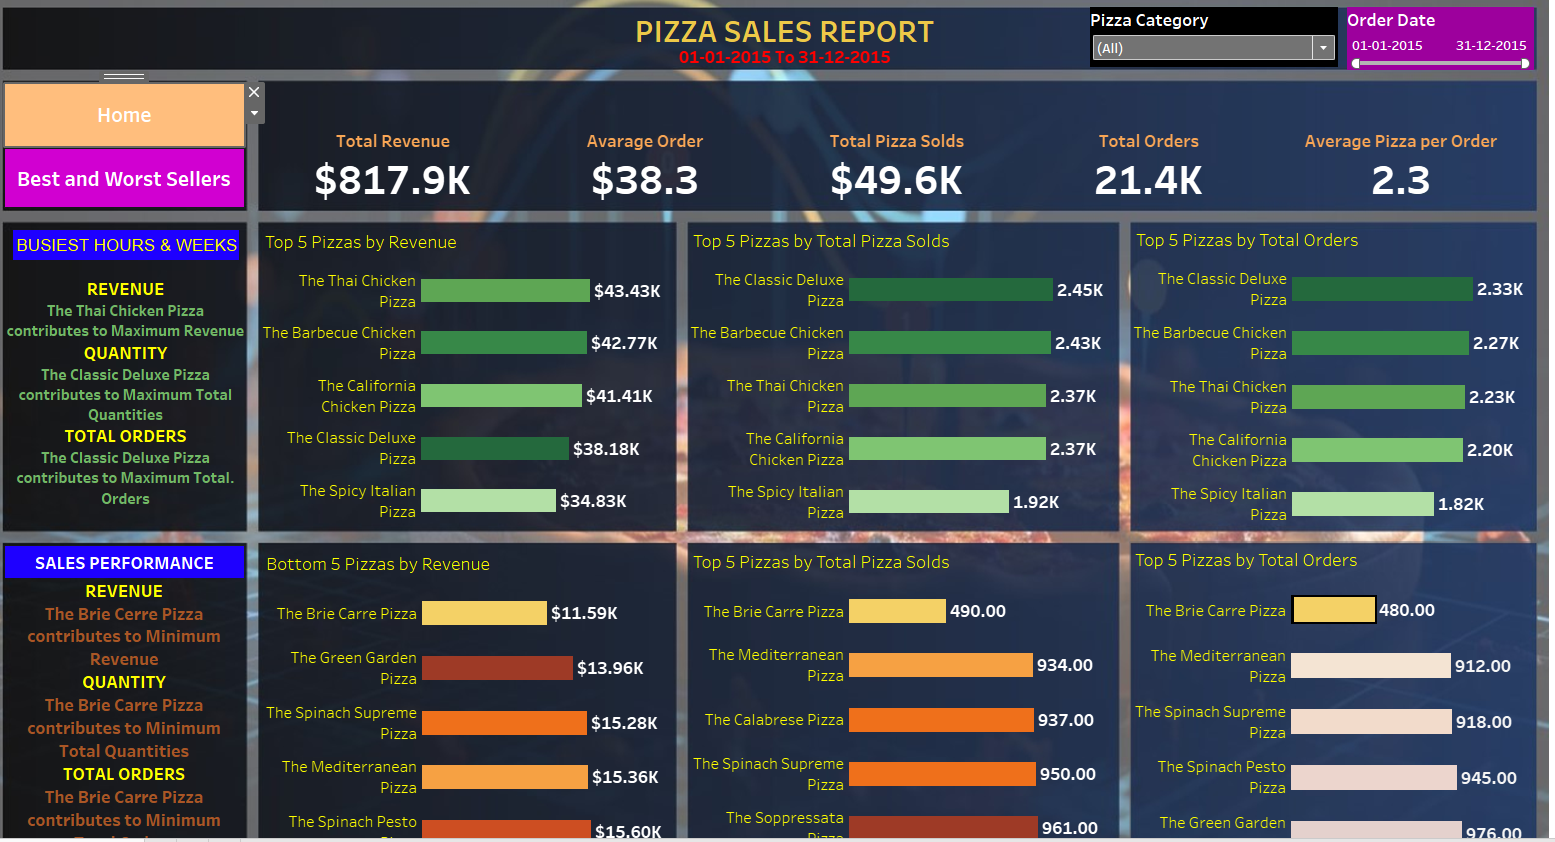 PIZZA SALES REPORT
01-01-2015 To 31-12-2015
Pizza Category
(All)
Order Date
01-01-2015 31-12-2015
Home
Best and Worst Sellers
Total Revenue
$817.9K
Avarage Order
$38.3
Total Pizza Solds
$49.6K
Total Orders
21.4K
Average Pizza per Order
2.3
BUSIEST HOURS & WEEKS
REVENUE
The Thai Chicken Pizza
contributes to Maximum Revenue
QUANTITY
The Classic Deluxe Pizza
contributes to Maximum Total
Quantities
TOTAL ORDERS
The Classic Deluxe Pizza
contributes to Maximum Total.
Orders
Top 5 Pizzas by Revenue
The Thai Chicken
Pizza
$43.43K
The Barbecue Chicken
Pizza
$42.77K
The California
Chicken Pizza
$41.41K
The Classic Deluxe
Pizza
$38.18K
The Spicy Italian
Pizza
$34.83K
Top 5 Pizzas by Total Pizza Solds
The Classic Deluxe
Pizza
2.45K
The Barbecue Chicken
Pizza
2.43K
The Thai Chicken
Pizza
2.37K
The California
Chicken Pizza
2.37K
The Spicy Italian
Pizza
1.92K
Top 5 Pizzas by Total Orders
The Classic Deluxe
Pizza
2.33K
The Barbecue Chicken
Pizza
2.27K
The Thai Chicken
Pizza
2.23K
The California
Chicken Pizza
2.20K
The Spicy Italian
Pizza
1.82K
SALES PERFORMANCE
REVENUE
The Brie Cerre Pizza
contributes to Minimum
Revenue
QUANTITY
The Brie Carre Pizza
contributes to Minimum
Total Quantities
TOTAL ORDERS
The Brie Carre Pizza
contributes to Minimum
Bottom 5 Pizzas by Revenue
The Brie Carre Pizza
$11.59K
The Green Garden
Pizza
$13.96K
The Spinach Supreme
Pizza
$15.28K
The Mediterranean
Pizza
$15.36K
The Spinach Pesto
$15.60K
Top 5 Pizzas by Total Pizza Solds
The Brie Carre Pizza
490.00
The Mediterranean
Pizza
934.00
The Calabrese Pizza
937.00
The Spinach Supreme
Pizza
950.00
The Soppressata
Pizza
961.00
Top 5 Pizzas by Total Orders
The Brie Carre Pizza
480.00
The Mediterranean
Pizza
912.00
The Spinach Supreme
Pizza
918.00
The Spinach Pesto
Pizza
945.00
The Green Garden
976.00